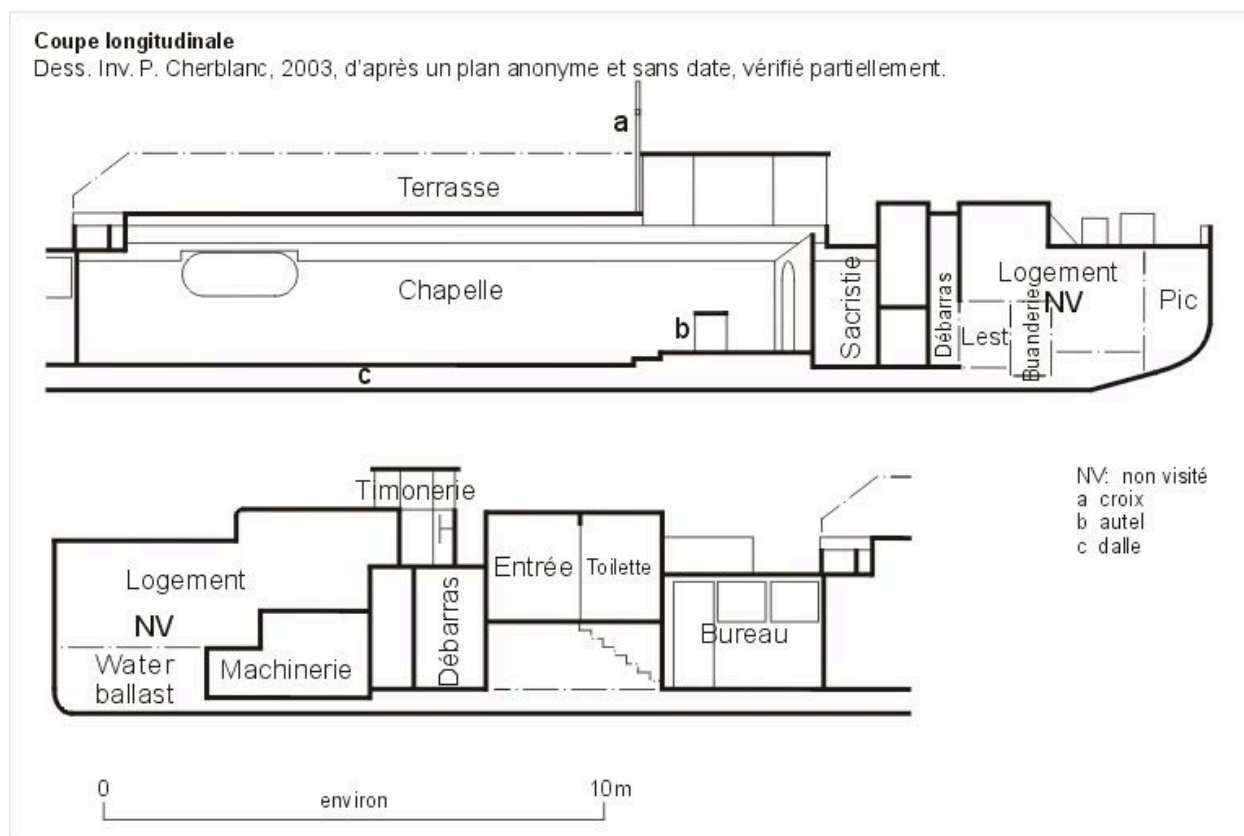 Coupe longitudinale
Dess. Inv. P. Cherblanc, 2003, d'après un plan anonyme et sans date, vérifié partiellement.
a
Terrasse
Chapelle
b
c
Sacristie
Débarras
Logement
NV
Lest
Buanderie
Pic
Timonerie
Logement
NV
Water
ballast
Machinerie
Débarras
Entrée
Toilette
Bureau
NV: non visité
a croix
b autel
c dalle
0
environ
10m